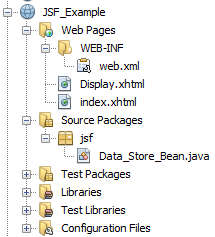 JSF_Example
Web Pages
WEB-INF
web.xml
Display.xhtml
index.xhtml
Source Packages
jsf
Data_Store_Bean.java
Test Packages
Libraries
Test Libraries
Configuration Files